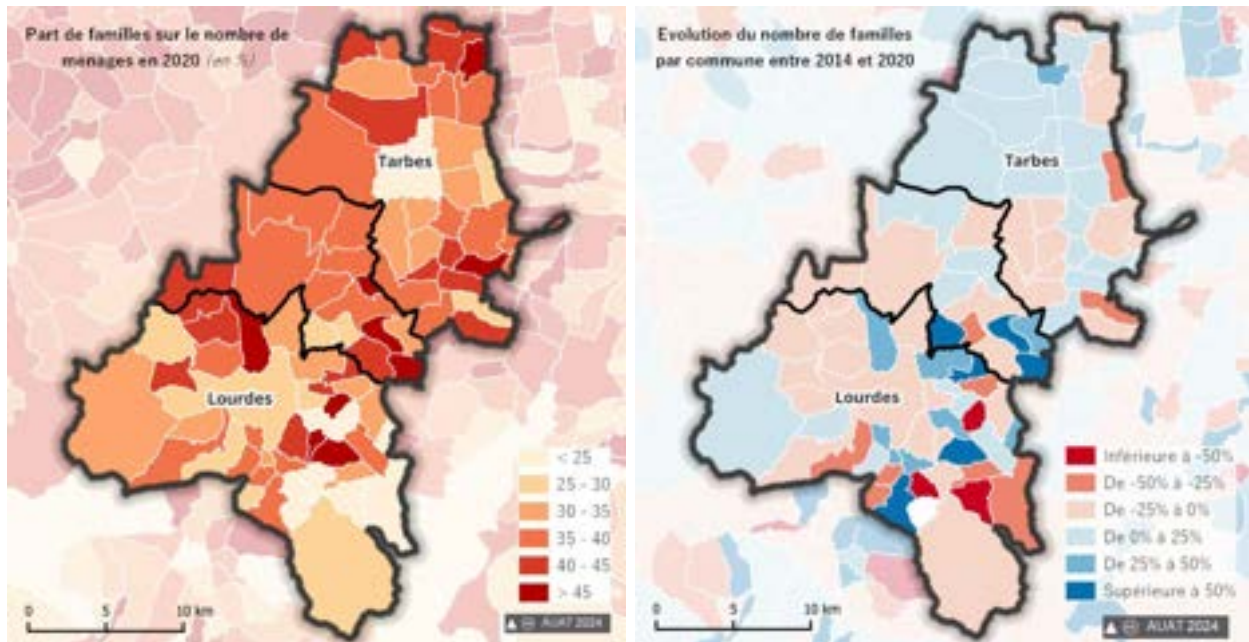 Part de familles sur le nombre de
ménages en 2020 (en %)
Tarbes
Lourdes
< 25
25 - 30
30 - 35
35 - 40
40 - 45
> 45
0 5 10 km
AUAT 2024
Evolution du nombre de familles
par commune entre 2014 et 2020
Tarbes
Lourdes
Inférieure à -50%
De -50% à -25%
De -25% à 0%
De 0% à 25%
De 25% à 50%
Supérieure à 50%
0 5 10 km
AUAT 2024